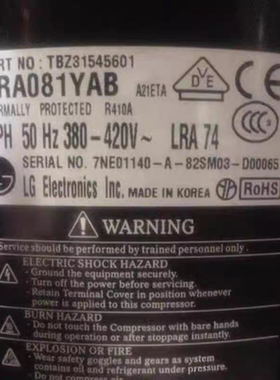 RT NO : TBZ31545601
RA081YAB A21ETA
RMALLY PROTECTED R410A
PH 50 Hz 380-420V~ LRA 74
SERIAL NO. 7NE01140-A-82SM03-D00065
LG Electronics Inc. MADE IN KOREA RoHS
DVE
CE
CCC
WARNING
Service should be performed by trained personnel only.
ELECTRIC SHOCK HAZARD
- Ground the equipment securely.
- Turn off the power before servicing.
- Retain Terminal Cover in position whenever
power is applied to this compressor.
BURN HAZARD
- Do not touch the Compressor with bare hands
during operation or after stoppage instantly.
EXPLOSION OR FIRE
- Wear safety goggles and gears as system
contains oil and refrigerant under pressure.